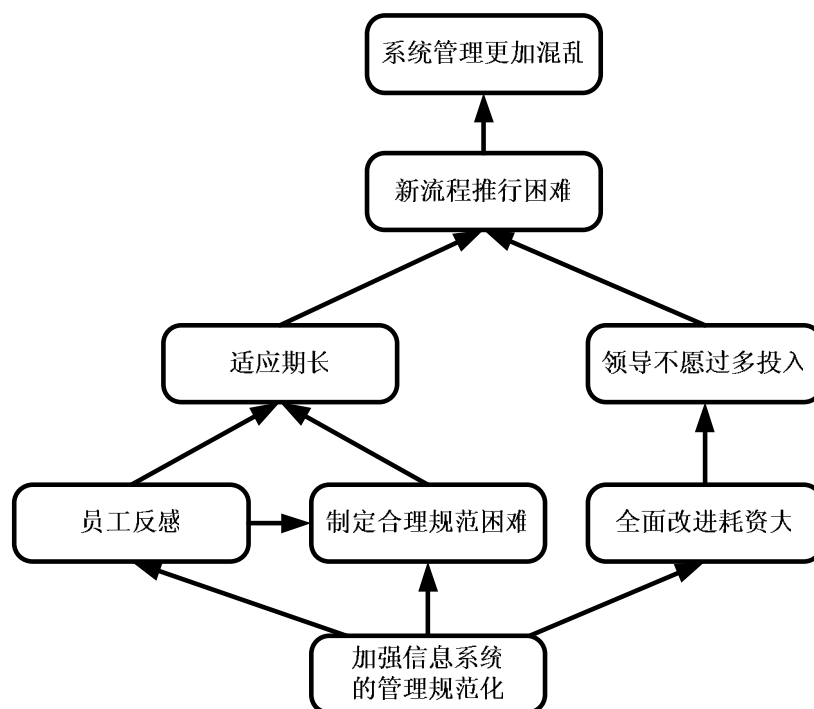 系统管理更加混乱
新流程推行困难
适应期长
领导不愿过多投入
员工反感
制定合理规范困难
全面改进耗资大
加强信息系统
的管理规范化